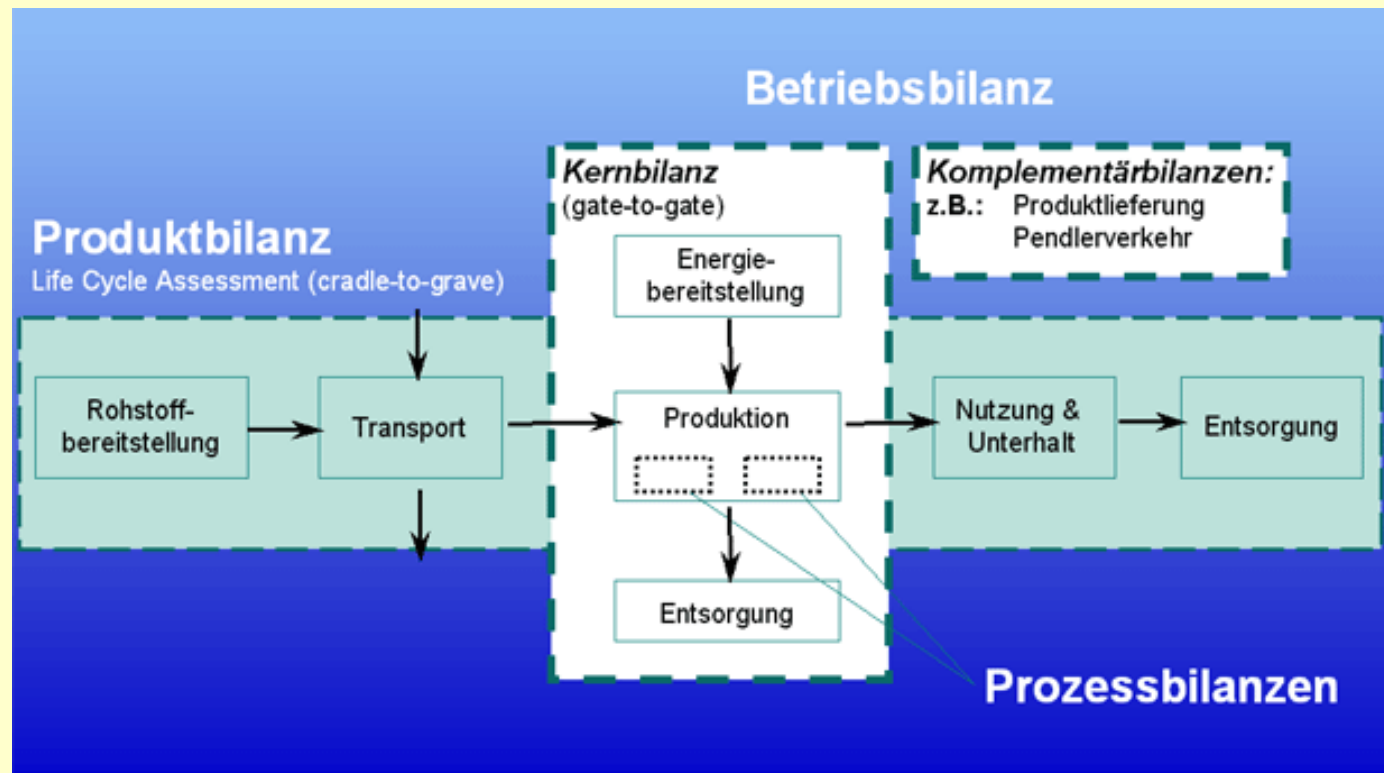 Betriebsbilanz
Kernbilanz
(gate-to-gate)
Komplementärbilanzen:
z.B.: Produktlieferung
Pendlerverkehr
Produktbilanz
Life Cycle Assessment (cradle-to-grave)
Energie-
bereitstellung
Rohstoff-
bereitstellung
Transport
Produktion
Nutzung &
Unterhalt
Entsorgung
Entsorgung
Prozessbilanzen